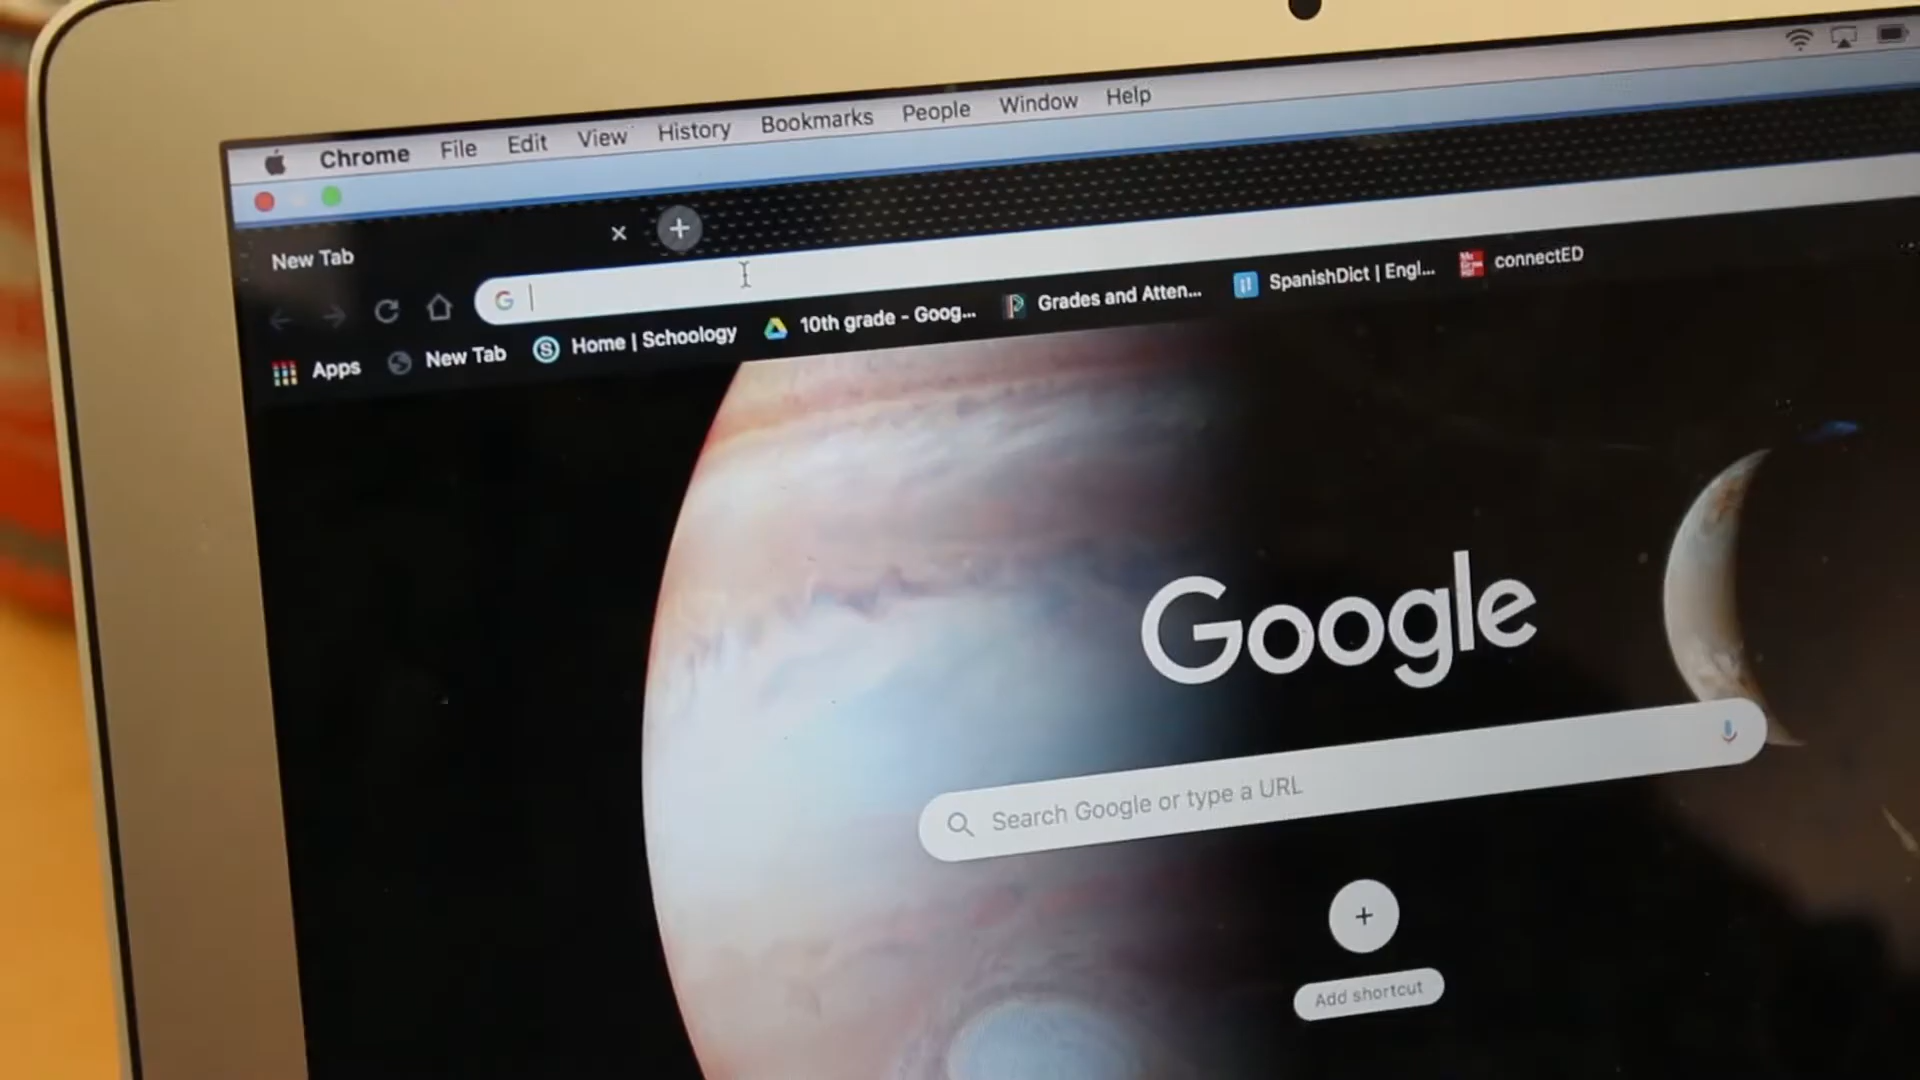 Chrome File Edit View History Bookmarks People Window Help
New Tab
Apps New Tab Home | Schoology 10th grade - Goog... Grades and Atten... SpanishDict | Engl... connectED
Google
Search Google or type a URL
Add shortcut